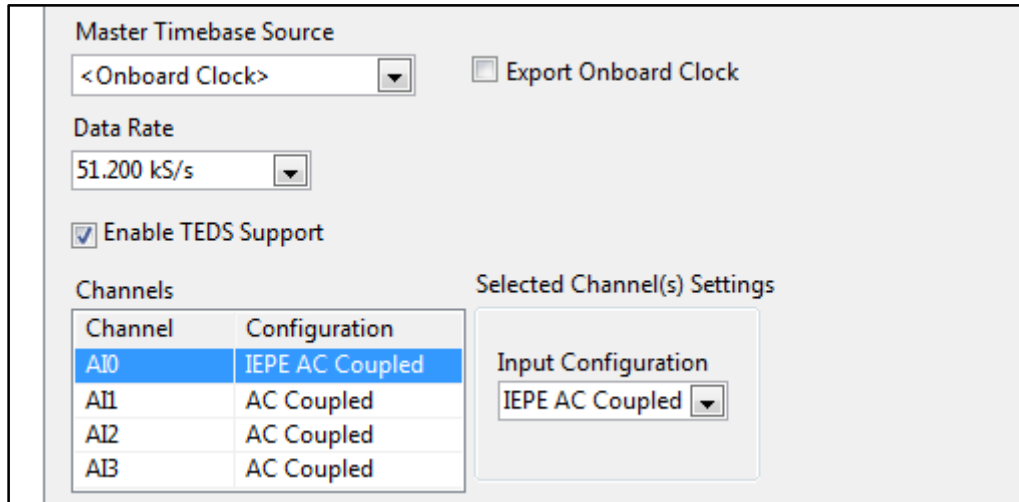 Master Timebase Source
<Onboard Clock>
Export Onboard Clock
Data Rate
51.200 kS/s
Enable TEDS Support
Channels
Selected Channel(s) Settings
Channel Configuration
AI0 IEPE AC Coupled
AI1 AC Coupled
AI2 AC Coupled
AI3 AC Coupled
Input Configuration
IEPE AC Coupled